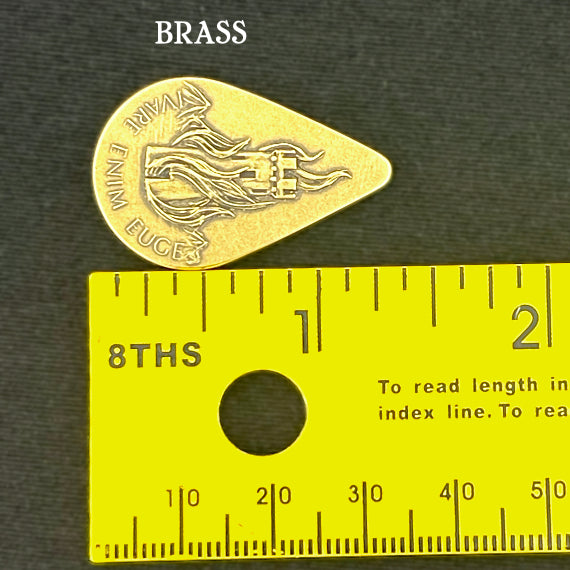 BRASS
IVARE ENIM EUGE
1 2
8THS
To read length in
index line. To rea
10 20 30 40 50